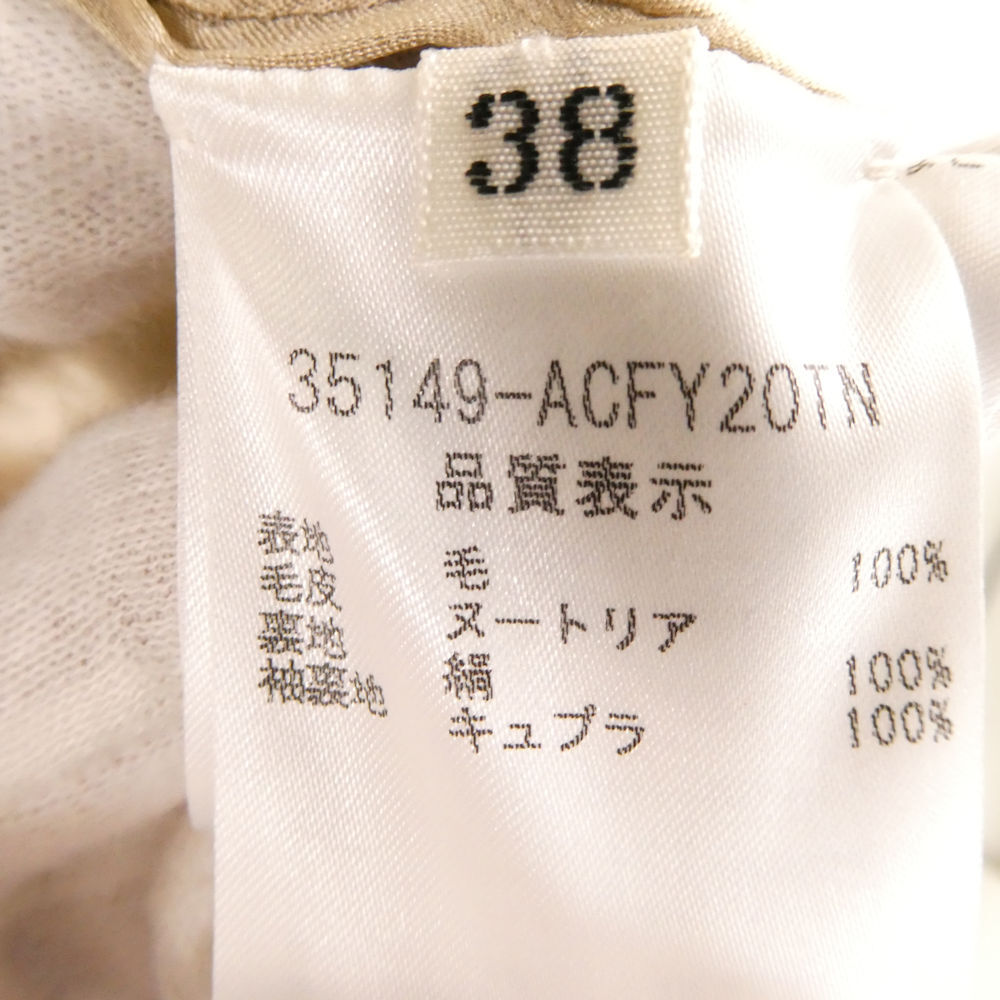 38
35149-ACFY20TN
品質表示
表地 毛 100%
毛皮 ヌートリア
裏地 絹 100%
袖裏地 キュプラ 100%